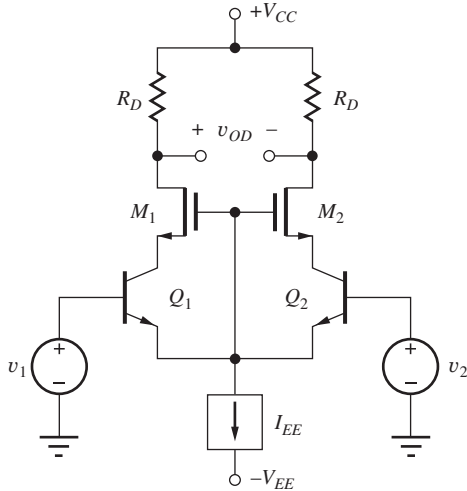 +V_CC
R_D
R_D
+ v_OD −
M_1
M_2
Q_1
Q_2
v_1
+
−
+
−
v_2
I_EE
−V_EE